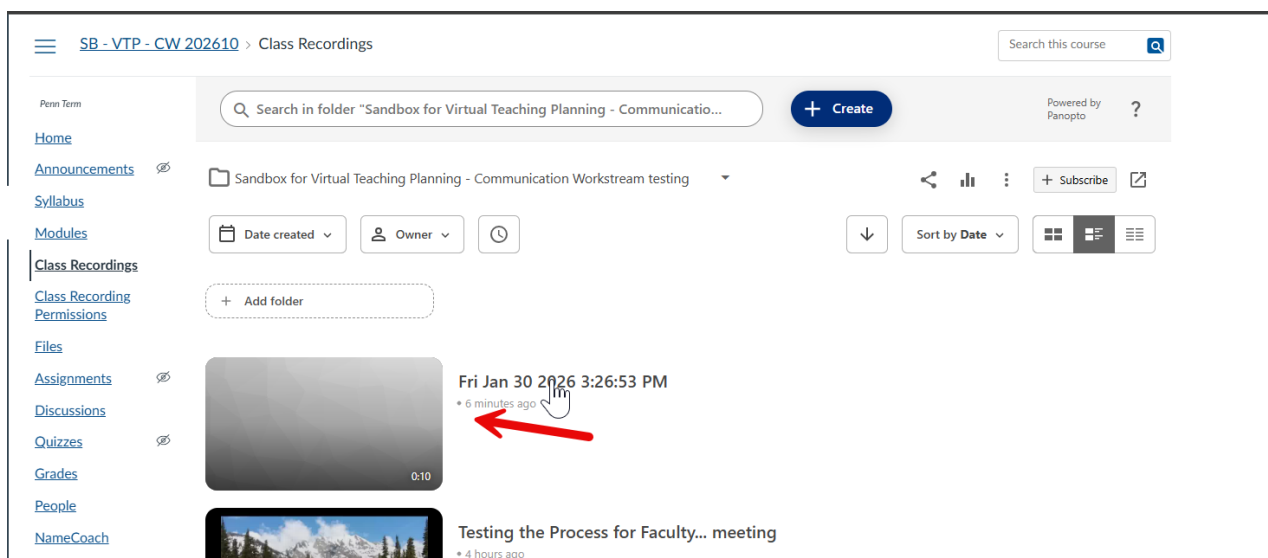 SB - VTP - CW 202610 > Class Recordings
Search this course
Penn Term
Home
Announcements
Syllabus
Modules
Class Recordings
Class Recording
Permissions
Files
Assignments
Discussions
Quizzes
Grades
People
NameCoach
Search in folder "Sandbox for Virtual Teaching Planning - Communicatio...
+ Create
Powered by
Panopto
?
Sandbox for Virtual Teaching Planning - Communication Workstream testing
+ Subscribe
Date created
Owner
Sort by Date
+ Add folder
0:10
Fri Jan 30 2026 3:26:53 PM
• 6 minutes ago
Testing the Process for Faculty... meeting
• 4 hours ago